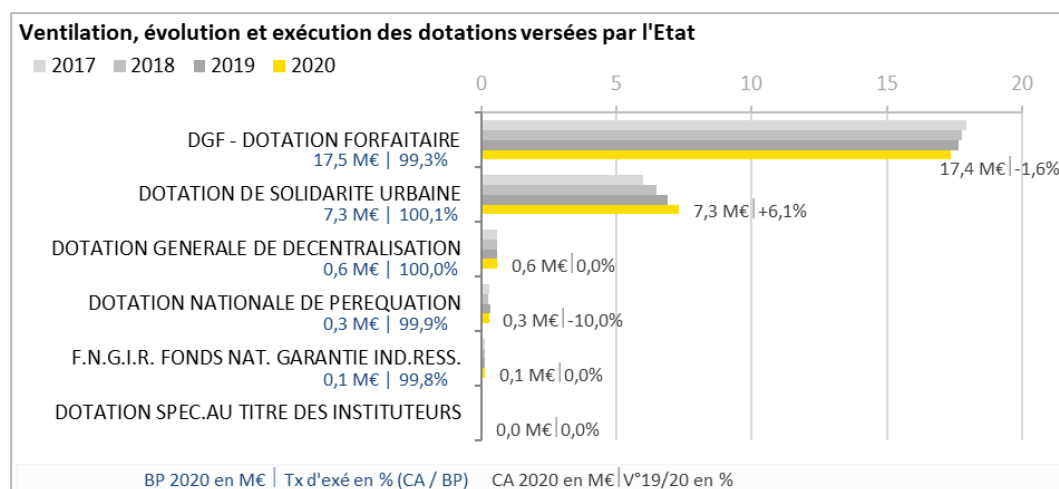 Ventilation, évolution et exécution des dotations versées par l'Etat
2017 2018 2019 2020
0 5 10 15 20
DGF - DOTATION FORFAITAIRE
17,5 M€ | 99,3%
17,4 M€ | -1,6%
DOTATION DE SOLIDARITE URBAINE
7,3 M€ | 100,1%
7,3 M€ | +6,1%
DOTATION GENERALE DE DECENTRALISATION
0,6 M€ | 100,0%
0,6 M€ | 0,0%
DOTATION NATIONALE DE PEREQUATION
0,3 M€ | 99,9%
0,3 M€ | -10,0%
F.N.G.I.R. FONDS NAT. GARANTIE IND.RESS.
0,1 M€ | 99,8%
0,1 M€ | 0,0%
DOTATION SPEC.AU TITRE DES INSTITUTEURS
0,0 M€ | 0,0%
BP 2020 en M€ | Tx d'exé en % (CA / BP) CA 2020 en M€ | V°19/20 en %